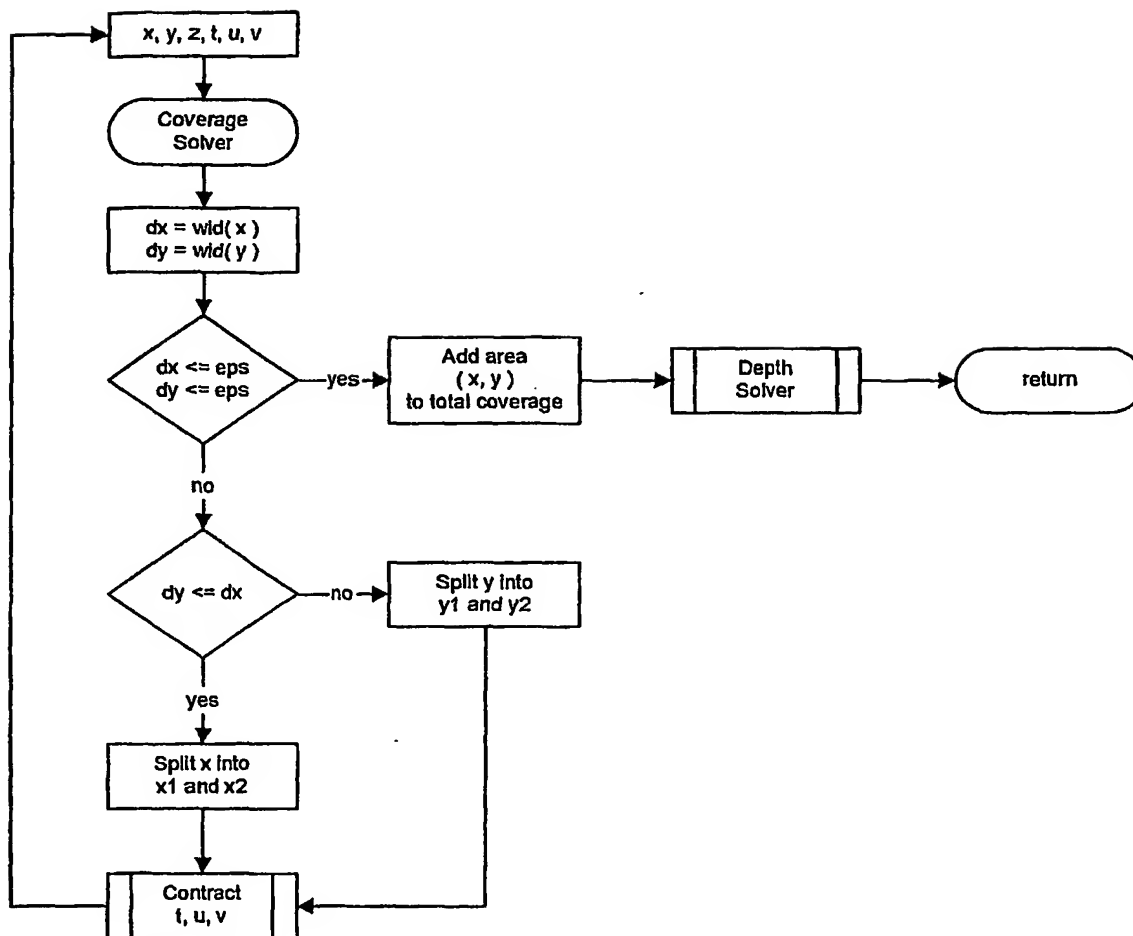 x, y, z, t, u, v
Coverage
Solver
dx = wid( x )
dy = wid( y )
dx <= eps
dy <= eps
yes
Add area
( x, y )
to total coverage
Depth
Solver
return
no
dy <= dx
no
Split y into
y1 and y2
yes
Split x into
x1 and x2
Contract
t, u, v